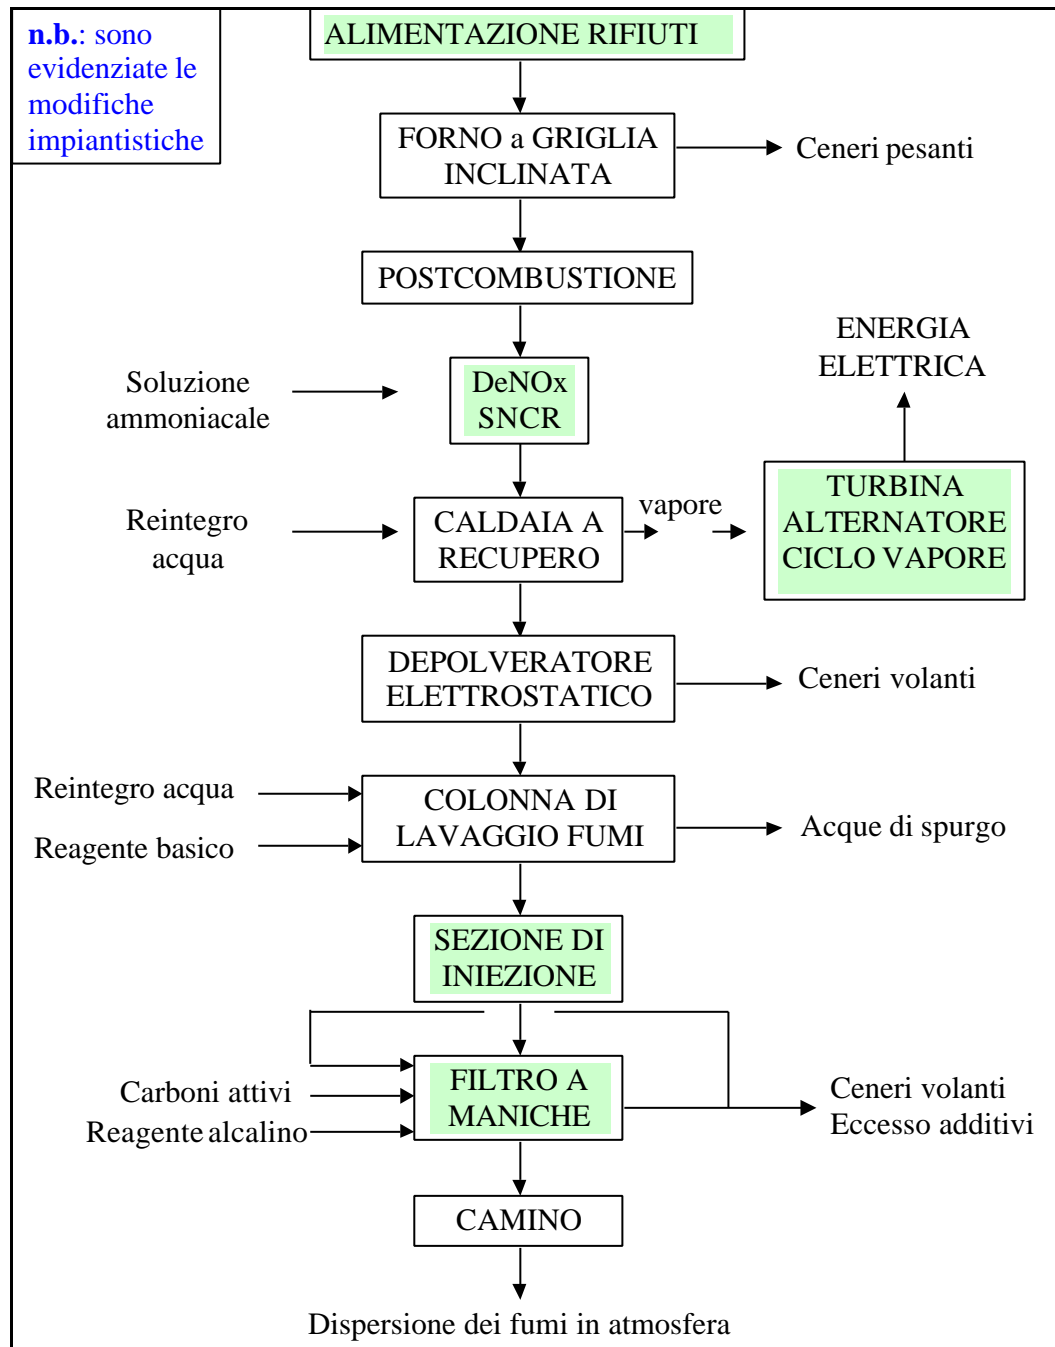 n.b.: sono
evidenziate le
modifiche
impiantistiche
ALIMENTAZIONE RIFIUTI
FORNO a GRIGLIA
INCLINATA
Ceneri pesanti
POSTCOMBUSTIONE
ENERGIA
ELETTRICA
Soluzione
ammoniacale
DeNOx
SNCR
Reintegro
acqua
CALDAIA A
RECUPERO
vapore
TURBINA
ALTERNATORE
CICLO VAPORE
DEPOLVERATORE
ELETTROSTATICO
Ceneri volanti
Reintegro acqua
Reagente basico
COLONNA DI
LAVAGGIO FUMI
Acque di spurgo
SEZIONE DI
INIEZIONE
Carboni attivi
Reagente alcalino
FILTRO A
MANICHE
Ceneri volanti
Eccesso additivi
CAMINO
Dispersione dei fumi in atmosfera